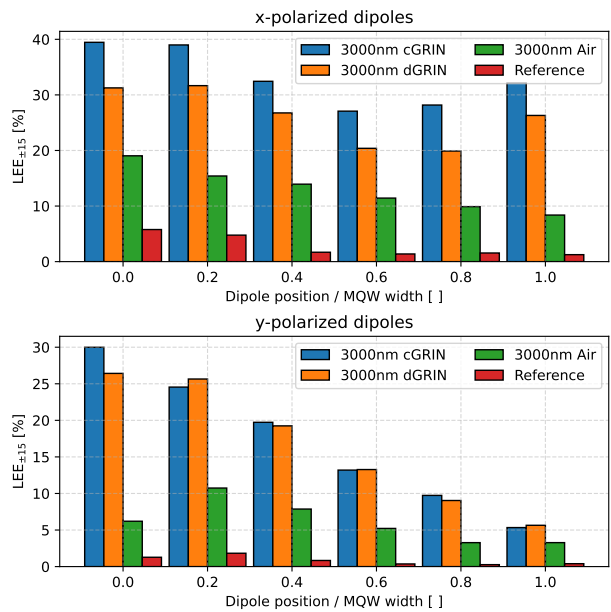 x-polarized dipoles
LEE±15 [%]
40
30
20
10
0
3000nm cGRIN
3000nm dGRIN
3000nm Air
Reference
0.0 0.2 0.4 0.6 0.8 1.0
Dipole position / MQW width [ ]
y-polarized dipoles
LEE±15 [%]
30
25
20
15
10
5
0
3000nm cGRIN
3000nm dGRIN
3000nm Air
Reference
0.0 0.2 0.4 0.6 0.8 1.0
Dipole position / MQW width [ ]